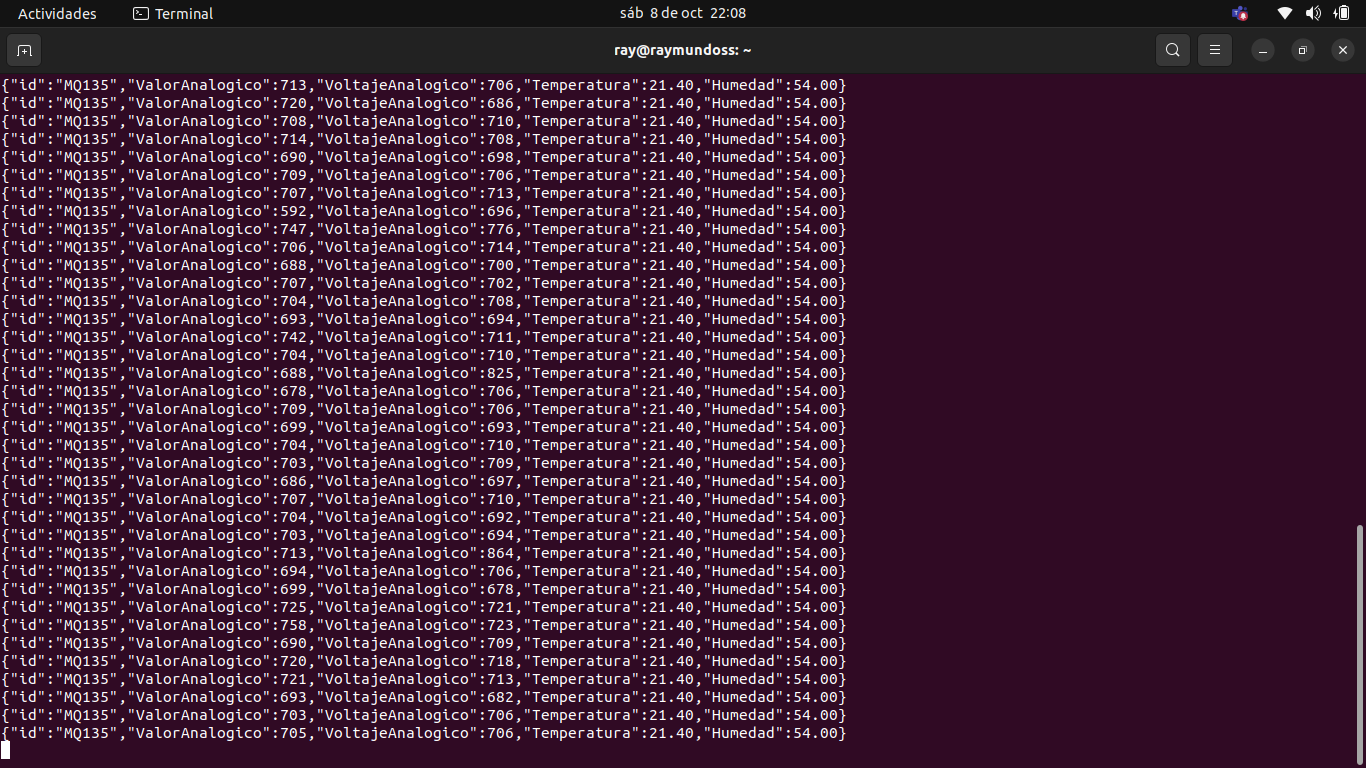 Actividades Terminal sáb 8 de oct 22:08
ray@raymundoss: ~
{"id":"MQ135","ValorAnalogico":713,"VoltajeAnalogico":706,"Temperatura":21.40,"Humedad":54.00}
{"id":"MQ135","ValorAnalogico":720,"VoltajeAnalogico":686,"Temperatura":21.40,"Humedad":54.00}
{"id":"MQ135","ValorAnalogico":708,"VoltajeAnalogico":710,"Temperatura":21.40,"Humedad":54.00}
{"id":"MQ135","ValorAnalogico":714,"VoltajeAnalogico":708,"Temperatura":21.40,"Humedad":54.00}
{"id":"MQ135","ValorAnalogico":690,"VoltajeAnalogico":698,"Temperatura":21.40,"Humedad":54.00}
{"id":"MQ135","ValorAnalogico":709,"VoltajeAnalogico":706,"Temperatura":21.40,"Humedad":54.00}
{"id":"MQ135","ValorAnalogico":707,"VoltajeAnalogico":713,"Temperatura":21.40,"Humedad":54.00}
{"id":"MQ135","ValorAnalogico":592,"VoltajeAnalogico":696,"Temperatura":21.40,"Humedad":54.00}
{"id":"MQ135","ValorAnalogico":747,"VoltajeAnalogico":776,"Temperatura":21.40,"Humedad":54.00}
{"id":"MQ135","ValorAnalogico":706,"VoltajeAnalogico":714,"Temperatura":21.40,"Humedad":54.00}
{"id":"MQ135","ValorAnalogico":688,"VoltajeAnalogico":700,"Temperatura":21.40,"Humedad":54.00}
{"id":"MQ135","ValorAnalogico":707,"VoltajeAnalogico":702,"Temperatura":21.40,"Humedad":54.00}
{"id":"MQ135","ValorAnalogico":704,"VoltajeAnalogico":708,"Temperatura":21.40,"Humedad":54.00}
{"id":"MQ135","ValorAnalogico":693,"VoltajeAnalogico":694,"Temperatura":21.40,"Humedad":54.00}
{"id":"MQ135","ValorAnalogico":742,"VoltajeAnalogico":711,"Temperatura":21.40,"Humedad":54.00}
{"id":"MQ135","ValorAnalogico":704,"VoltajeAnalogico":710,"Temperatura":21.40,"Humedad":54.00}
{"id":"MQ135","ValorAnalogico":688,"VoltajeAnalogico":825,"Temperatura":21.40,"Humedad":54.00}
{"id":"MQ135","ValorAnalogico":678,"VoltajeAnalogico":706,"Temperatura":21.40,"Humedad":54.00}
{"id":"MQ135","ValorAnalogico":709,"VoltajeAnalogico":706,"Temperatura":21.40,"Humedad":54.00}
{"id":"MQ135","ValorAnalogico":699,"VoltajeAnalogico":693,"Temperatura":21.40,"Humedad":54.00}
{"id":"MQ135","ValorAnalogico":704,"VoltajeAnalogico":710,"Temperatura":21.40,"Humedad":54.00}
{"id":"MQ135","ValorAnalogico":703,"VoltajeAnalogico":709,"Temperatura":21.40,"Humedad":54.00}
{"id":"MQ135","ValorAnalogico":686,"VoltajeAnalogico":697,"Temperatura":21.40,"Humedad":54.00}
{"id":"MQ135","ValorAnalogico":707,"VoltajeAnalogico":710,"Temperatura":21.40,"Humedad":54.00}
{"id":"MQ135","ValorAnalogico":704,"VoltajeAnalogico":692,"Temperatura":21.40,"Humedad":54.00}
{"id":"MQ135","ValorAnalogico":703,"VoltajeAnalogico":694,"Temperatura":21.40,"Humedad":54.00}
{"id":"MQ135","ValorAnalogico":713,"VoltajeAnalogico":864,"Temperatura":21.40,"Humedad":54.00}
{"id":"MQ135","ValorAnalogico":694,"VoltajeAnalogico":706,"Temperatura":21.40,"Humedad":54.00}
{"id":"MQ135","ValorAnalogico":699,"VoltajeAnalogico":678,"Temperatura":21.40,"Humedad":54.00}
{"id":"MQ135","ValorAnalogico":725,"VoltajeAnalogico":721,"Temperatura":21.40,"Humedad":54.00}
{"id":"MQ135","ValorAnalogico":758,"VoltajeAnalogico":723,"Temperatura":21.40,"Humedad":54.00}
{"id":"MQ135","ValorAnalogico":690,"VoltajeAnalogico":709,"Temperatura":21.40,"Humedad":54.00}
{"id":"MQ135","ValorAnalogico":720,"VoltajeAnalogico":718,"Temperatura":21.40,"Humedad":54.00}
{"id":"MQ135","ValorAnalogico":721,"VoltajeAnalogico":713,"Temperatura":21.40,"Humedad":54.00}
{"id":"MQ135","ValorAnalogico":693,"VoltajeAnalogico":682,"Temperatura":21.40,"Humedad":54.00}
{"id":"MQ135","ValorAnalogico":703,"VoltajeAnalogico":706,"Temperatura":21.40,"Humedad":54.00}
{"id":"MQ135","ValorAnalogico":705,"VoltajeAnalogico":706,"Temperatura":21.40,"Humedad":54.00}